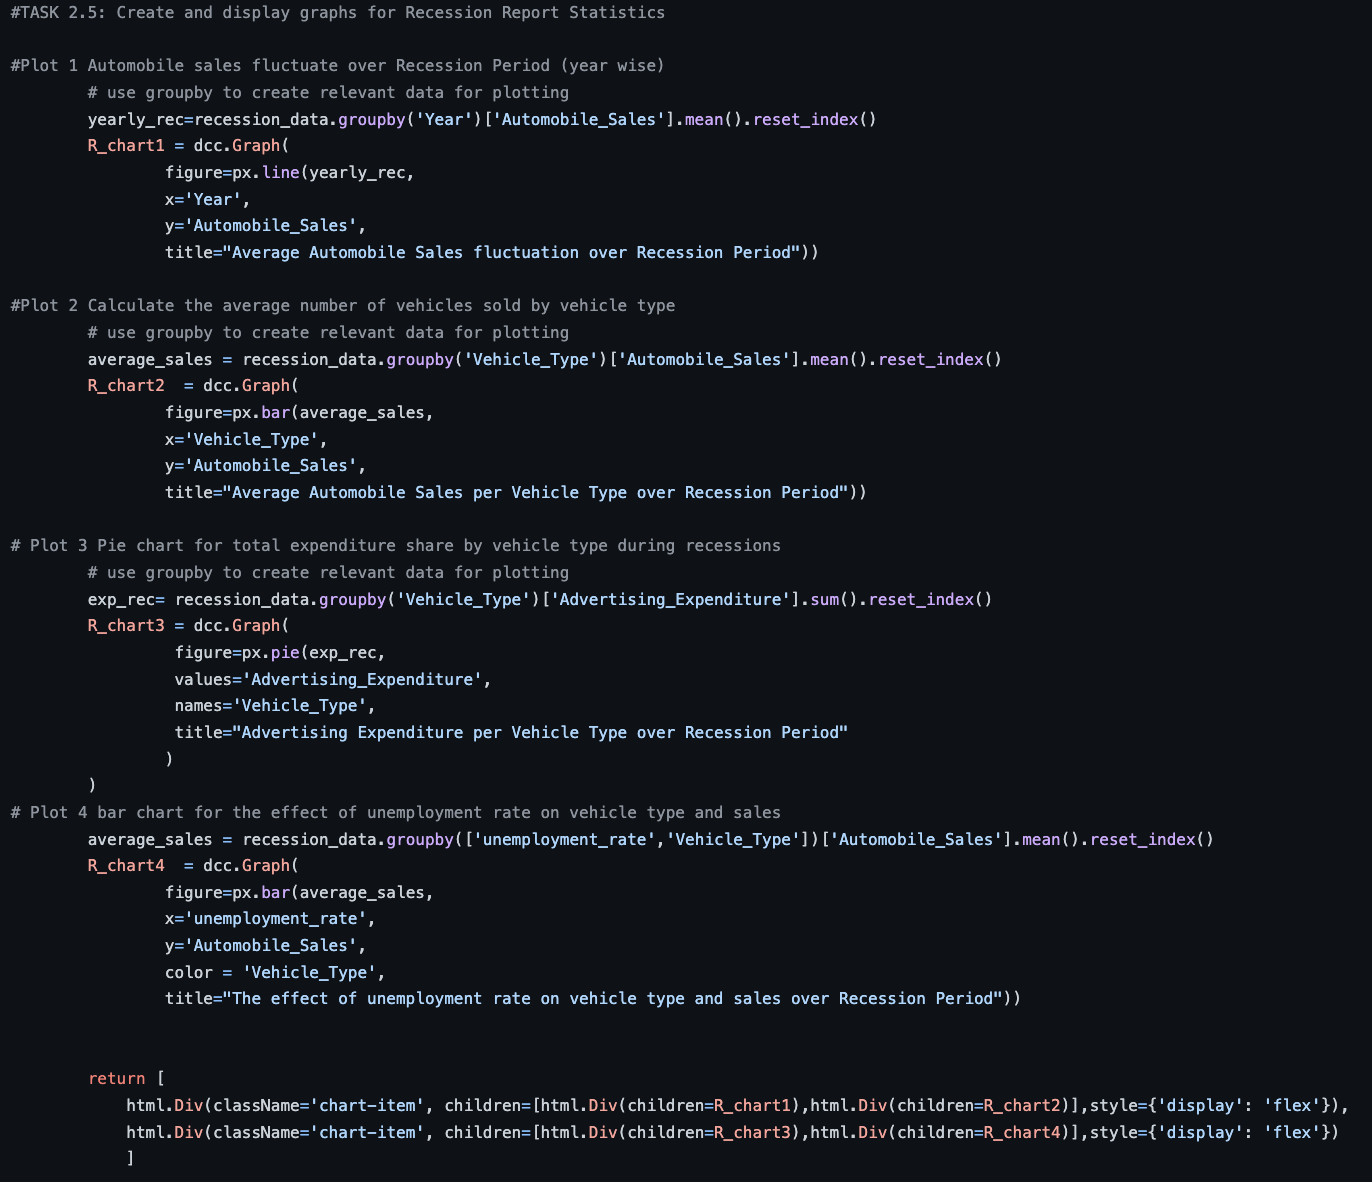 #TASK 2.5: Create and display graphs for Recession Report Statistics

#Plot 1 Automobile sales fluctuate over Recession Period (year wise)
        # use groupby to create relevant data for plotting
        yearly_rec=recession_data.groupby('Year')['Automobile_Sales'].mean().reset_index()
        R_chart1 = dcc.Graph(
                figure=px.line(yearly_rec,
                x='Year',
                y='Automobile_Sales',
                title="Average Automobile Sales fluctuation over Recession Period"))

#Plot 2 Calculate the average number of vehicles sold by vehicle type
        # use groupby to create relevant data for plotting
        average_sales = recession_data.groupby('Vehicle_Type')['Automobile_Sales'].mean().reset_index()
        R_chart2  = dcc.Graph(
                figure=px.bar(average_sales,
                x='Vehicle_Type',
                y='Automobile_Sales',
                title="Average Automobile Sales per Vehicle Type over Recession Period"))

# Plot 3 Pie chart for total expenditure share by vehicle type during recessions
        # use groupby to create relevant data for plotting
        exp_rec= recession_data.groupby('Vehicle_Type')['Advertising_Expenditure'].sum().reset_index()
        R_chart3 = dcc.Graph(
                 figure=px.pie(exp_rec,
                 values='Advertising_Expenditure',
                 names='Vehicle_Type',
                 title="Advertising Expenditure per Vehicle Type over Recession Period"
                )
        )
# Plot 4 bar chart for the effect of unemployment rate on vehicle type and sales
        average_sales = recession_data.groupby(['unemployment_rate','Vehicle_Type'])['Automobile_Sales'].mean().reset_index()
        R_chart4  = dcc.Graph(
                figure=px.bar(average_sales,
                x='unemployment_rate',
                y='Automobile_Sales',
                color = 'Vehicle_Type',
                title="The effect of unemployment rate on vehicle type and sales over Recession Period"))


        return [
            html.Div(className='chart-item', children=[html.Div(children=R_chart1),html.Div(children=R_chart2)],style={'display': 'flex'}),
            html.Div(className='chart-item', children=[html.Div(children=R_chart3),html.Div(children=R_chart4)],style={'display': 'flex'})
            ]